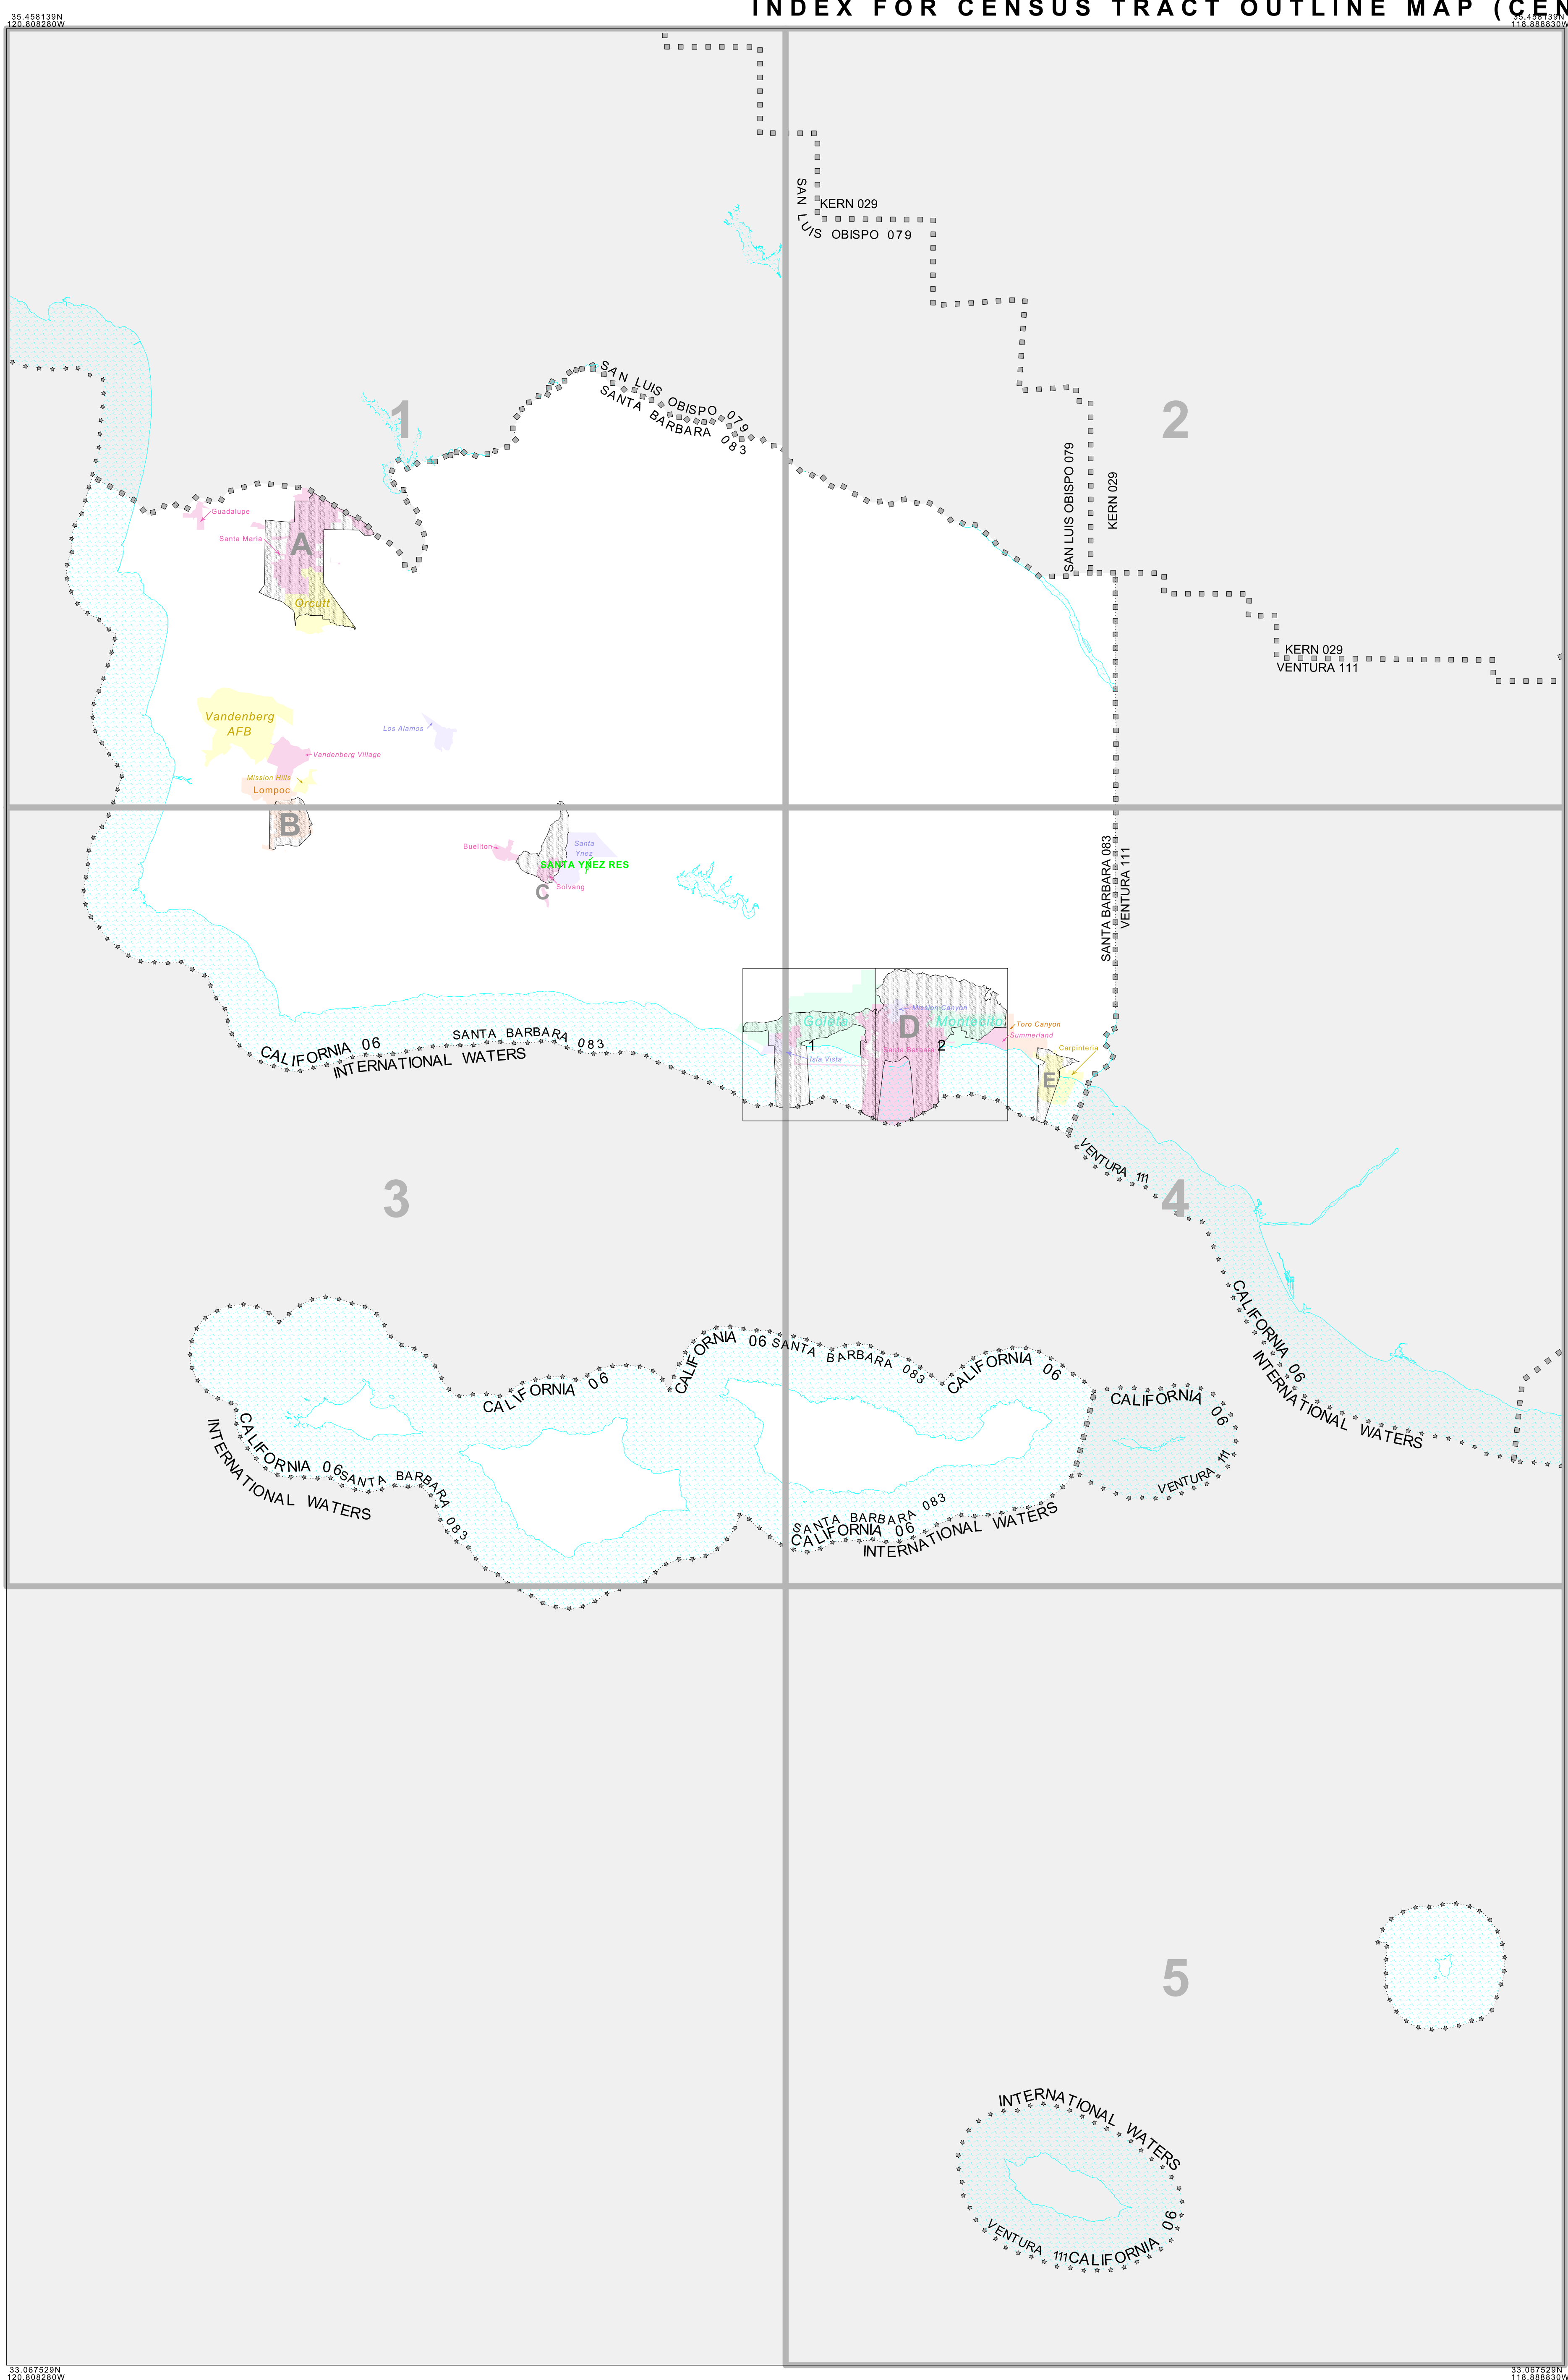 INDEX FOR CENSUS TRACT OUTLINE MAP (CEN
35.458139N
120.808280W
35.458139N
118.888830W
SAN LUIS OBISPO 079
KERN 029
1
2
SAN LUIS OBISPO 079
SANTA BARBARA 083
SAN LUIS OBISPO 079
KERN 029
Guadalupe
Santa Maria
A
Orcutt
KERN 029
VENTURA 111
Vandenberg
AFB
Los Alamos
Vandenberg Village
Mission Hills
Lompoc
B
Buellton
Santa
Ynez
SANTA YNEZ RES
Solvang
C
SANTA BARBARA 083
VENTURA 111
Mission Canyon
Goleta
D
Montecito
Toro Canyon
Summerland
1
Santa Barbara
2
Carpinteria
Isla Vista
E
CALIFORNIA 06
SANTA BARBARA 083
INTERNATIONAL WATERS
VENTURA 111
3
4
CALIFORNIA 06
INTERNATIONAL WATERS
CALIFORNIA 06
SANTA BARBARA 083
CALIFORNIA 06
CALIFORNIA 06
CALIFORNIA 06
VENTURA 111
CALIFORNIA 06
SANTA BARBARA 083
INTERNATIONAL WATERS
SANTA BARBARA 083
CALIFORNIA 06
INTERNATIONAL WATERS
5
INTERNATIONAL WATERS
VENTURA 111
CALIFORNIA 06
33.067529N
120.808280W
33.067529N
118.888830W